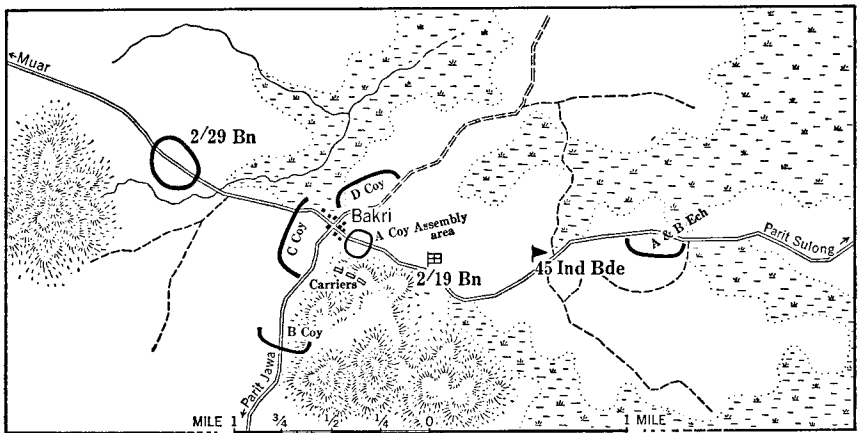 ←Muar
2/29 Bn
D Coy
Bakri
C Coy
A Coy Assembly
area
2/19 Bn
45 Ind Bde
A & B Ech
Parit Sulong
Carriers
B Coy
←Parit Jawa
MILE 1 ¾ ½ ¼ 0 1 MILE